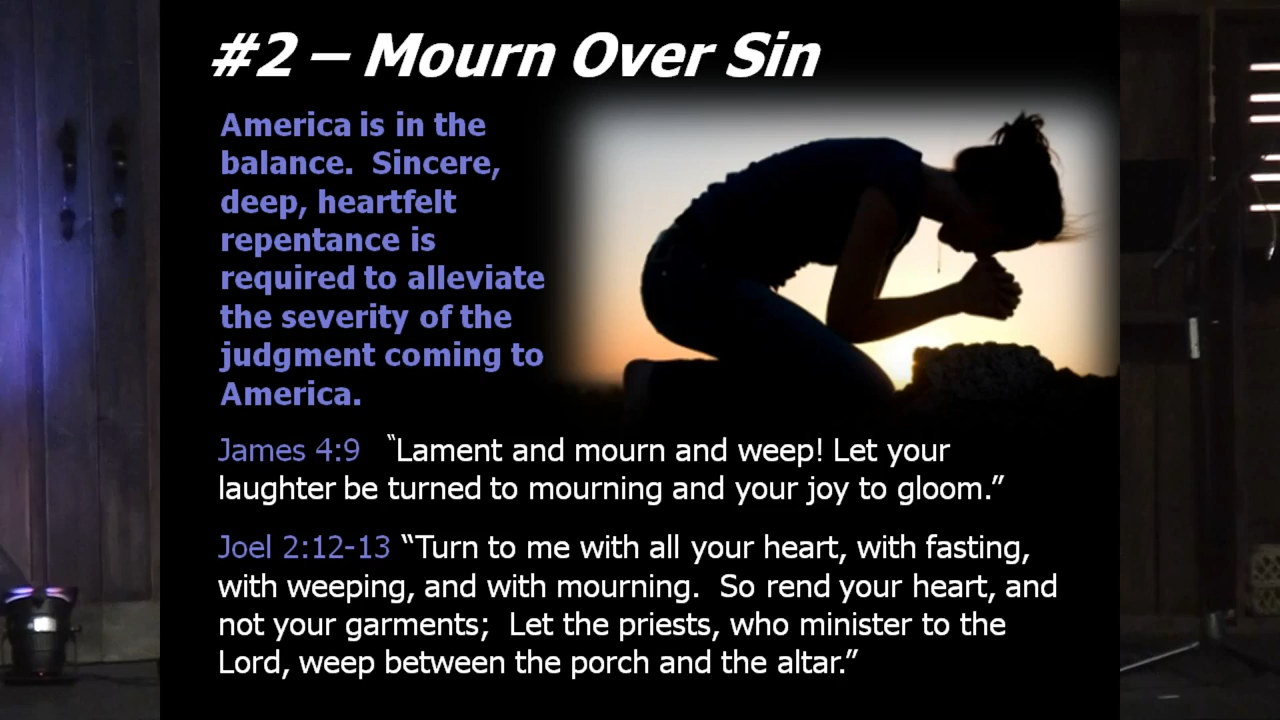 #2 – Mourn Over Sin
America is in the
balance.  Sincere,
deep, heartfelt
repentance is
required to alleviate
the severity of the
judgment coming to
America.
James 4:9   “Lament and mourn and weep! Let your
laughter be turned to mourning and your joy to gloom.”
Joel 2:12-13 “Turn to me with all your heart, with fasting,
with weeping, and with mourning.  So rend your heart, and
not your garments;  Let the priests, who minister to the
Lord, weep between the porch and the altar.”